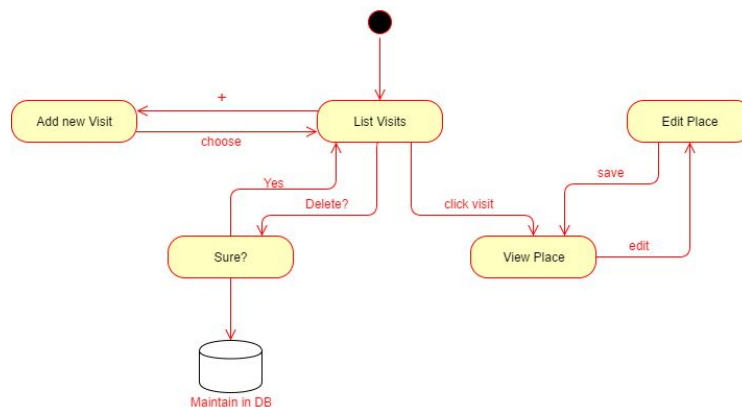 +
Add new Visit
List Visits
Edit Place
choose
save
Yes
Delete?
click visit
Sure?
View Place
edit
Maintain in DB